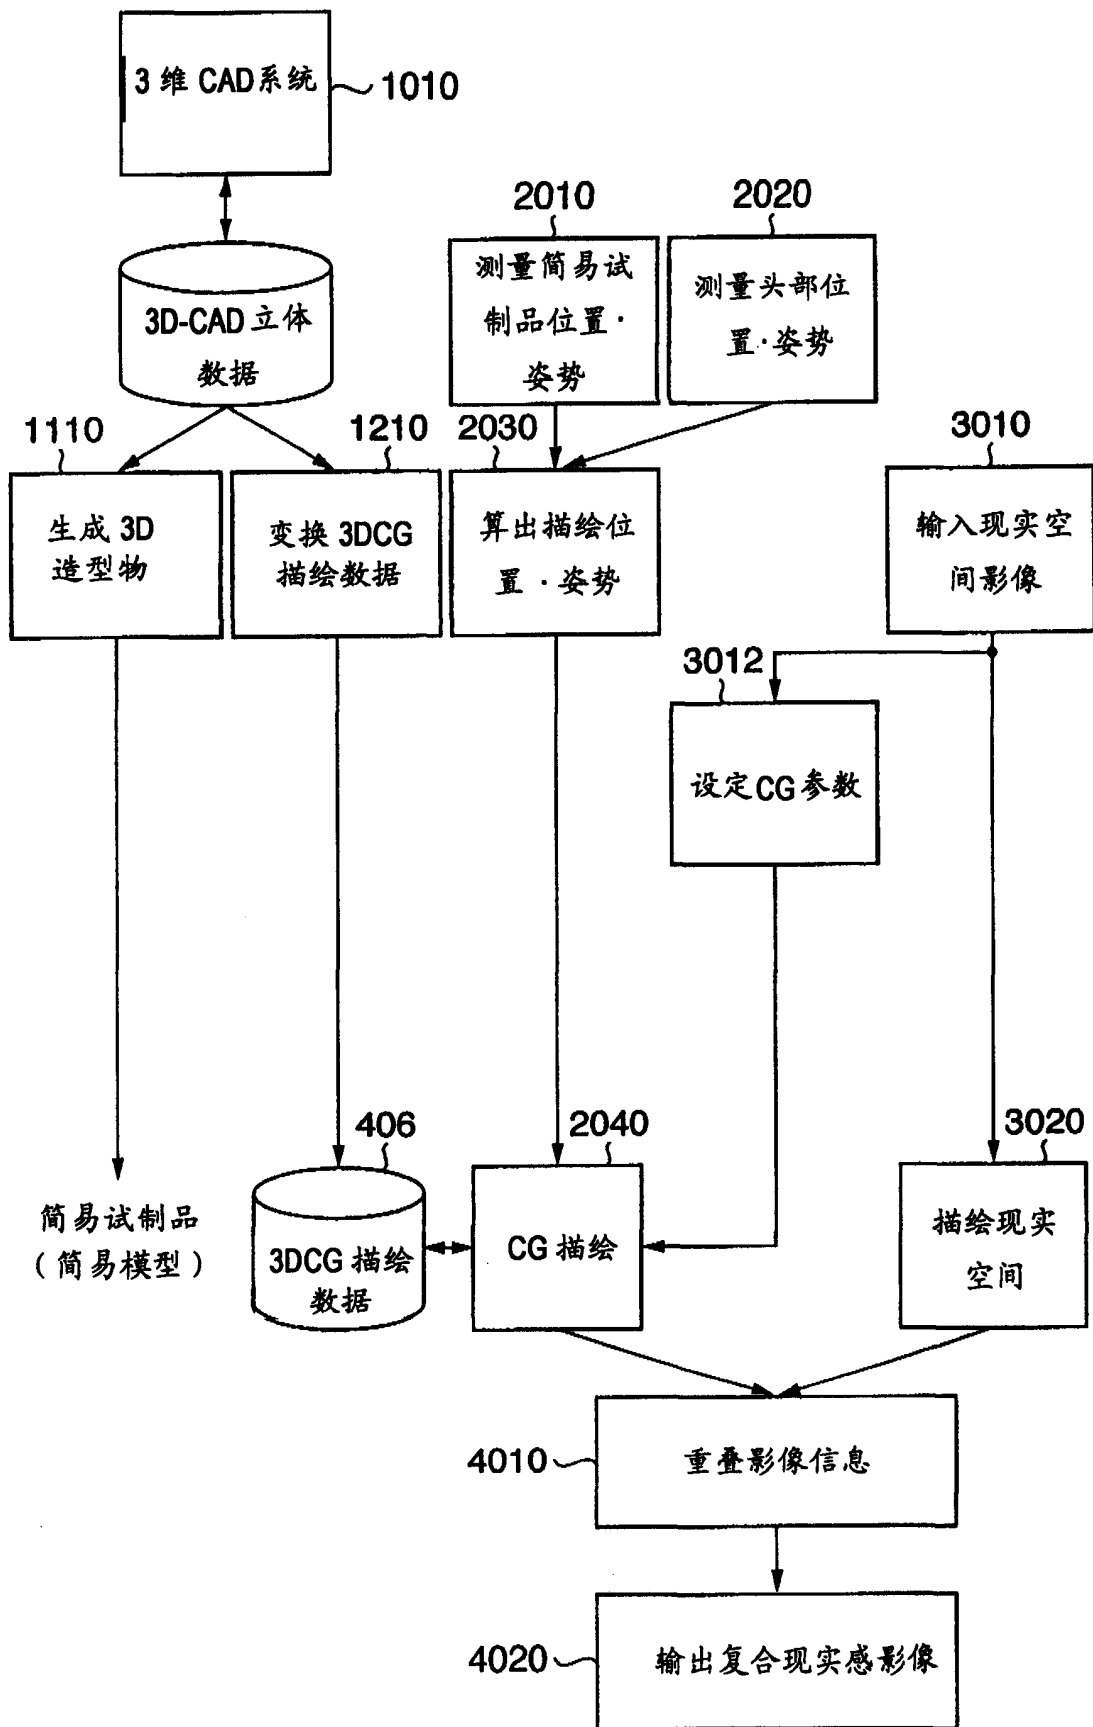 3 维 CAD系统
1010
3D-CAD 立体
数据
2010
测量简易试
制品位置·
姿势
2020
测量头部位
置·姿势
1110
生成 3D
造型物
1210
变换 3DCG
描绘数据
2030
算出描绘位
置·姿势
3010
输入现实空
间影像
3012
设定CG 参数
简易试制品
(简易模型)
406
3DCG 描绘
数据
2040
CG 描绘
3020
描绘现实
空间
4010
重叠影像信息
4020
输出复合现实感影像